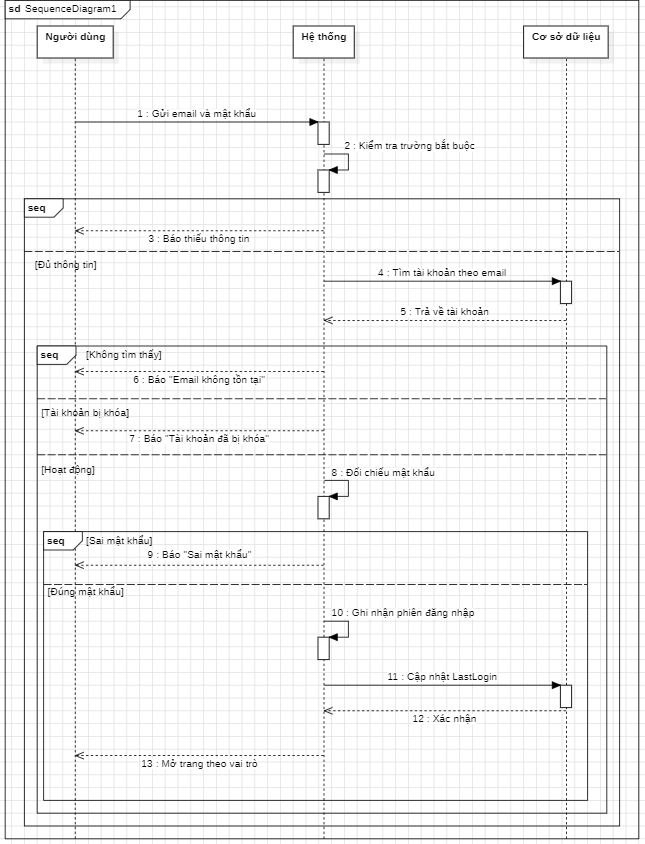 sd SequenceDiagram1
Người dùng
Hệ thống
Cơ sở dữ liệu
1 : Gửi email và mật khẩu
2 : Kiểm tra trường bắt buộc
seq
3 : Báo thiếu thông tin
[Đủ thông tin]
4 : Tìm tài khoản theo email
5 : Trả về tài khoản
seq [Không tìm thấy]
6 : Báo "Email không tồn tại"
[Tài khoản bị khóa]
7 : Báo "Tài khoản đã bị khóa"
[Hoạt động]
8 : Đối chiếu mật khẩu
seq [Sai mật khẩu]
9 : Báo "Sai mật khẩu"
[Đúng mật khẩu]
10 : Ghi nhận phiên đăng nhập
11 : Cập nhật LastLogin
12 : Xác nhận
13 : Mở trang theo vai trò